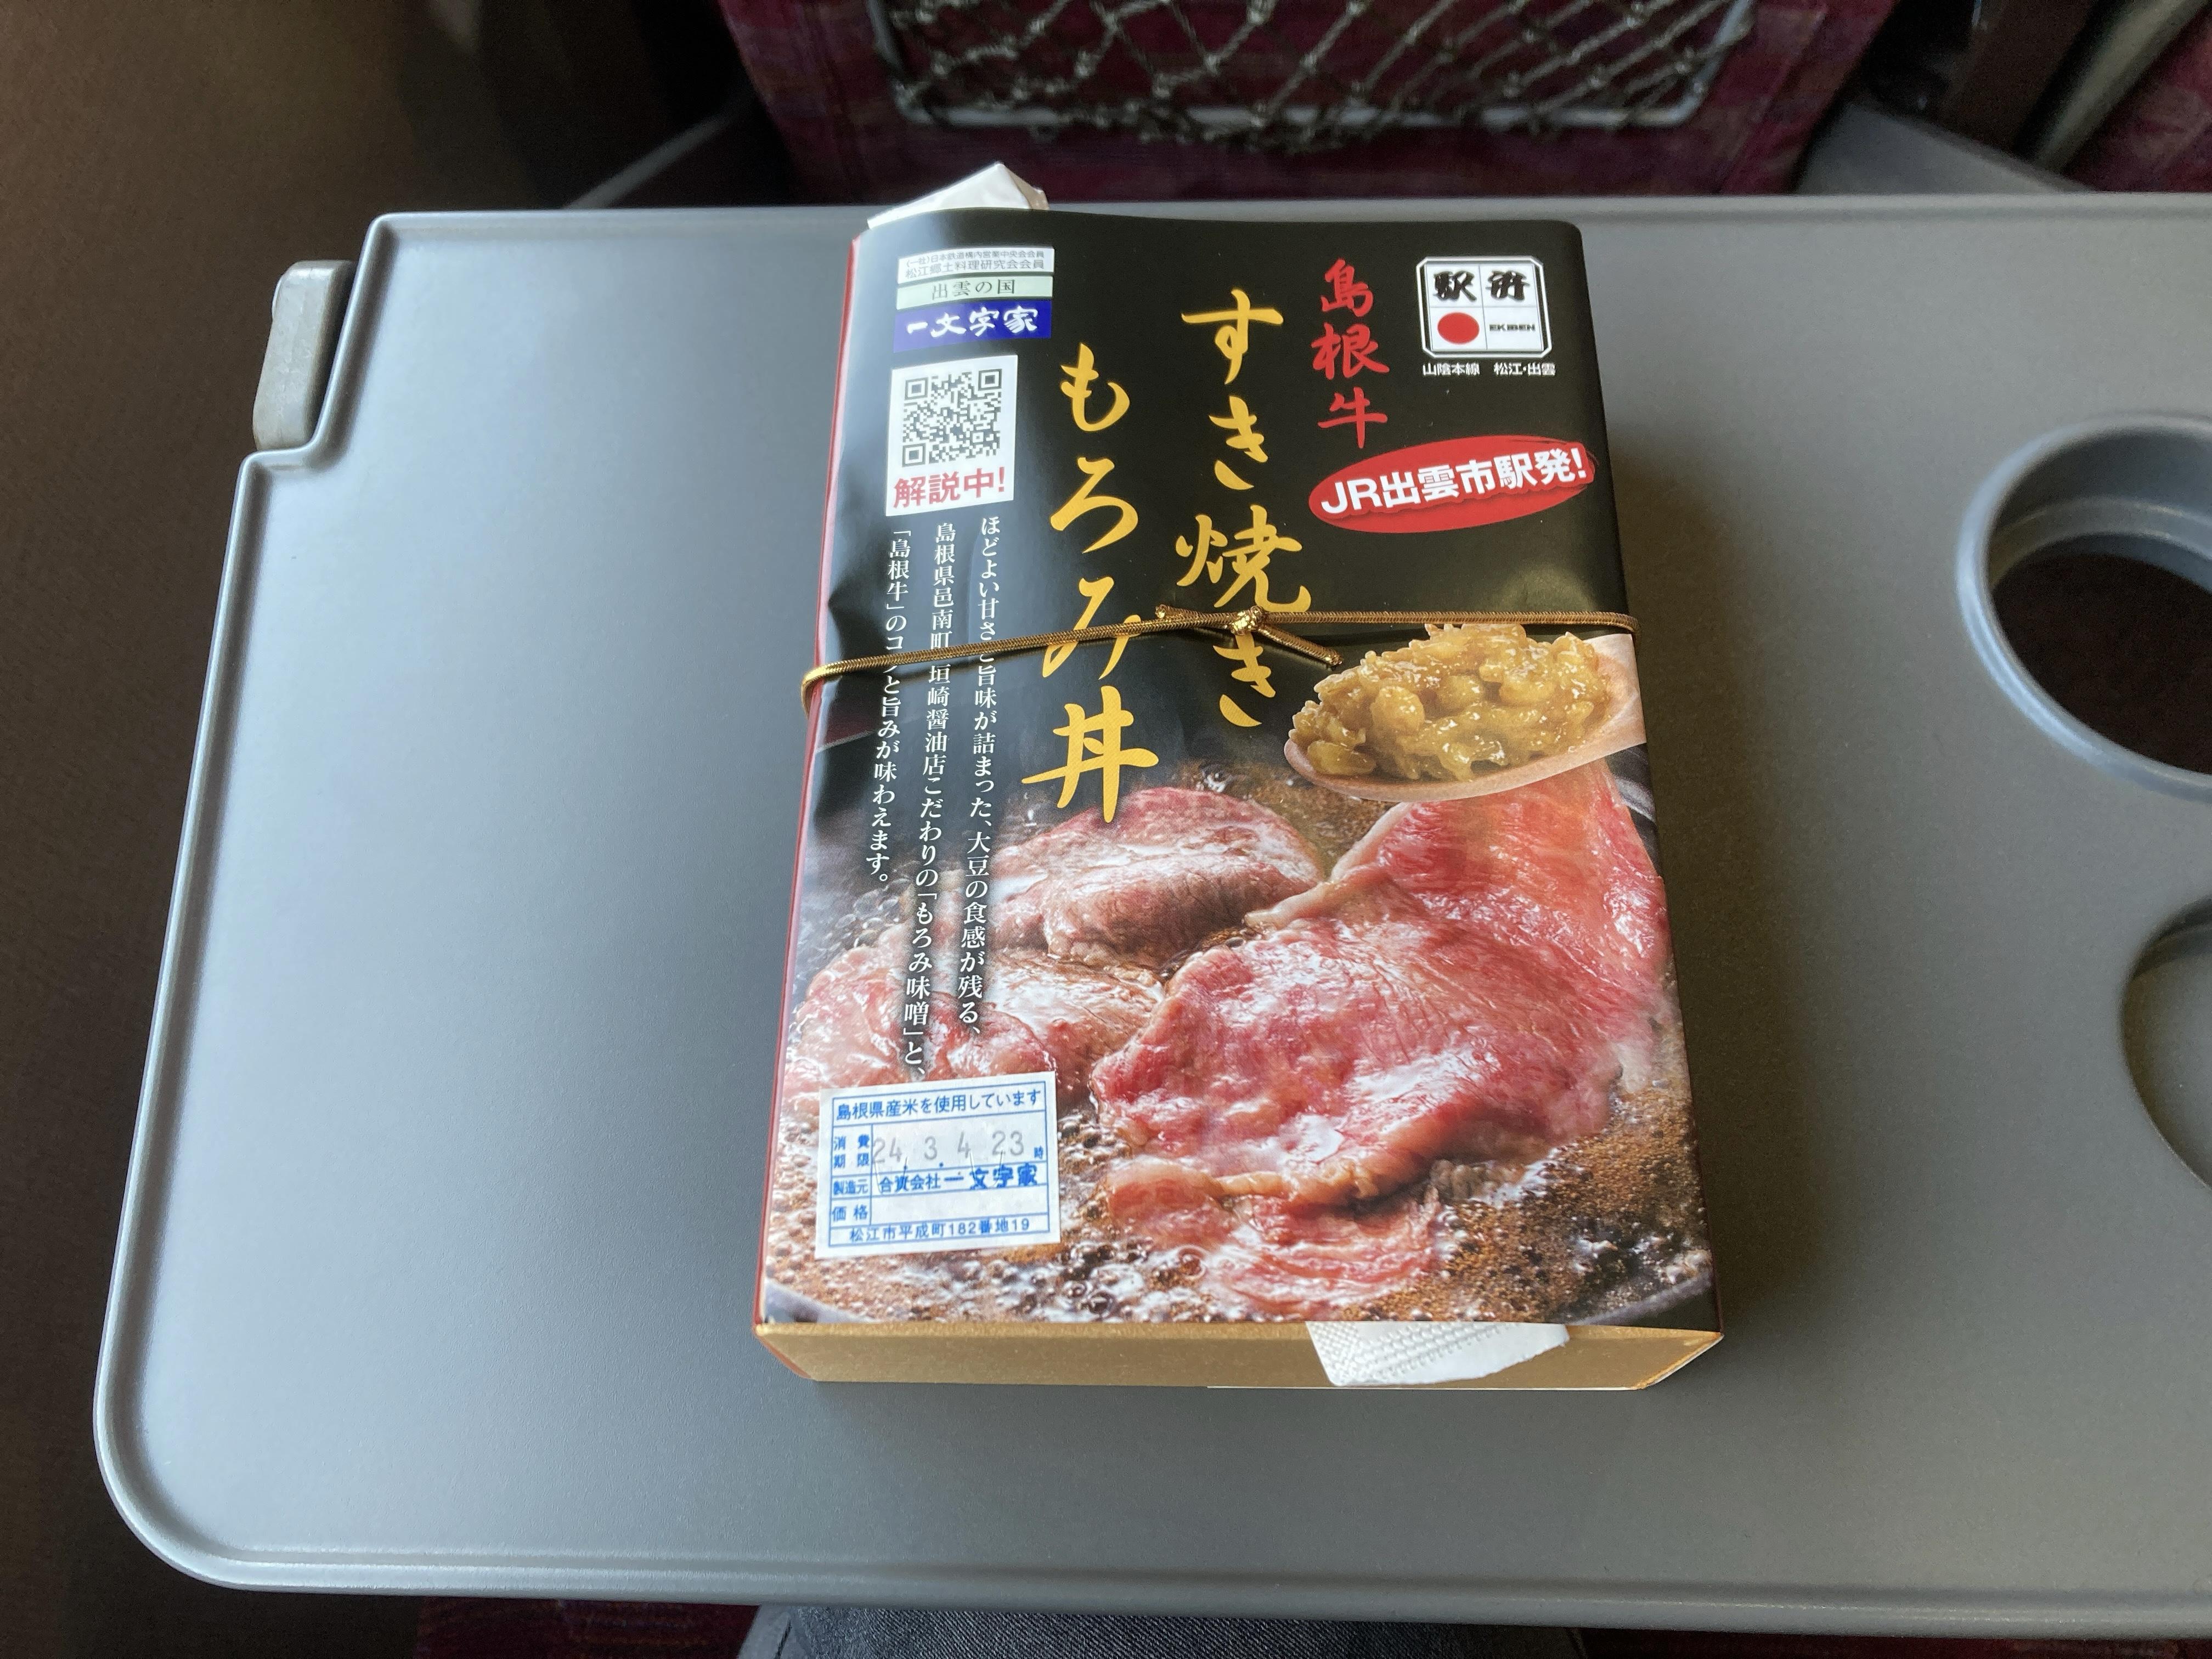 駅弁
EKIBEN
山陰本線 松江・出雲
島根牛
すき焼き
もろみ丼
JR出雲市駅発!
(一社)日本鉄道構内営業中央会会員
松江郷土料理研究会会員
出雲の国
一文字家
解説中!
ほどよい甘さと旨味が詰まった、大豆の食感が残る、
島根県邑南町 垣崎醤油店こだわりの「もろみ味噌」と、
「島根牛」のコクと旨みが味わえます。
島根県産米を使用しています
消費期限 24. 3. 4. 23時
製造元 合資会社 一文字家
価格
松江市平成町182番地19